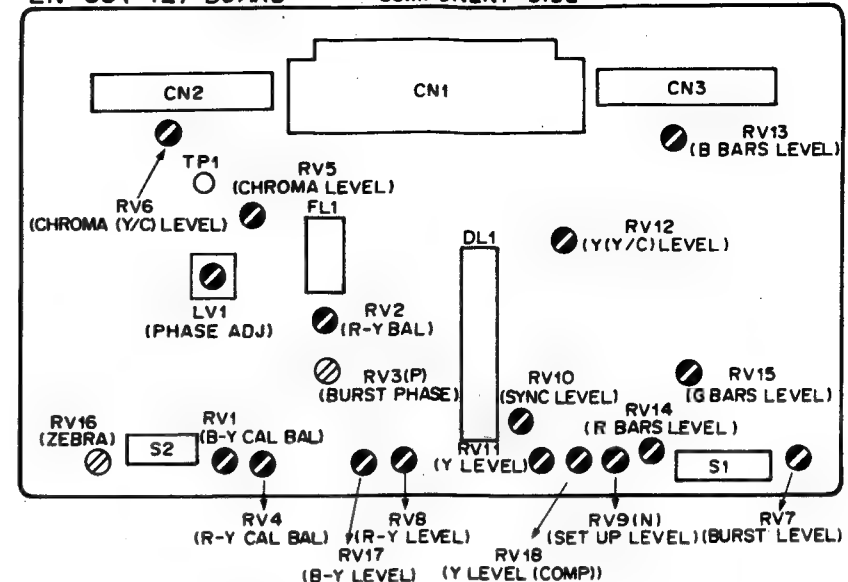 CN2
CN1
CN3
RV13
(B BARS LEVEL)
TP1
RV5
(CHROMA LEVEL)
RV6
(CHROMA (Y/C) LEVEL)
FL1
RV12
(Y(Y/C)LEVEL)
DL1
LV1
(PHASE ADJ)
RV2
(R-Y BAL)
RV3(P)
(BURST PHASE)
RV10
(SYNC LEVEL)
RV15
(G BARS LEVEL)
RV14
(R BARS LEVEL)
RV16
(ZEBRA)
S2
RV1
(B-Y CAL BAL)
RV11
(Y LEVEL)
S1
RV4
(R-Y CAL BAL)
RV8
(R-Y LEVEL)
RV9(N)
(SET UP LEVEL)
RV7
(BURST LEVEL)
RV17
(B-Y LEVEL)
RV18
(Y LEVEL (COMP))